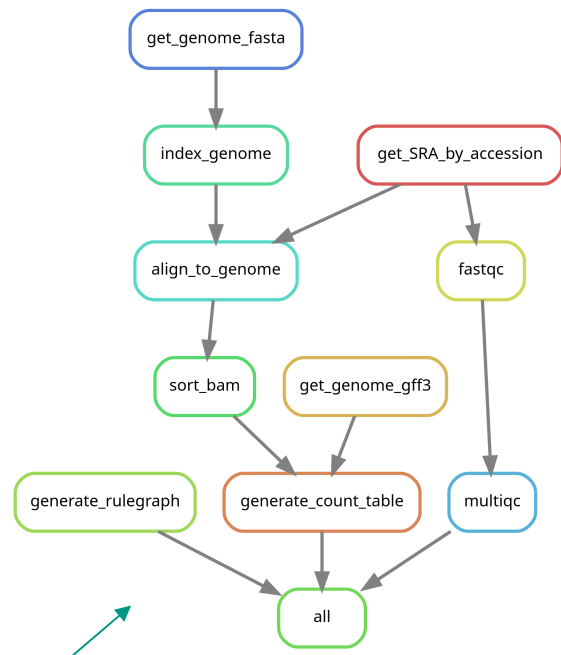 get_genome_fasta
index_genome
get_SRA_by_accession
align_to_genome
fastqc
sort_bam
get_genome_gff3
generate_rulegraph
generate_count_table
multiqc
all